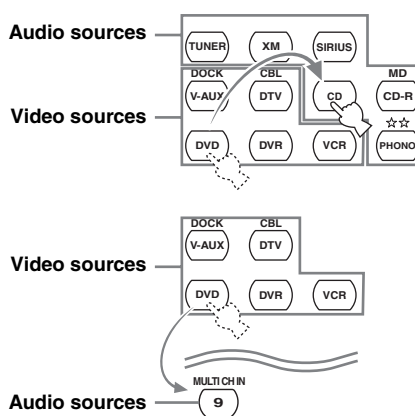 Audio sources
TUNER XM SIRIUS
DOCK CBL MD
V-AUX DTV CD CD-R
Video sources
☆☆
DVD DVR VCR PHONO
DOCK CBL
V-AUX DTV
Video sources
DVD DVR VCR
MULTI CH IN
Audio sources 9